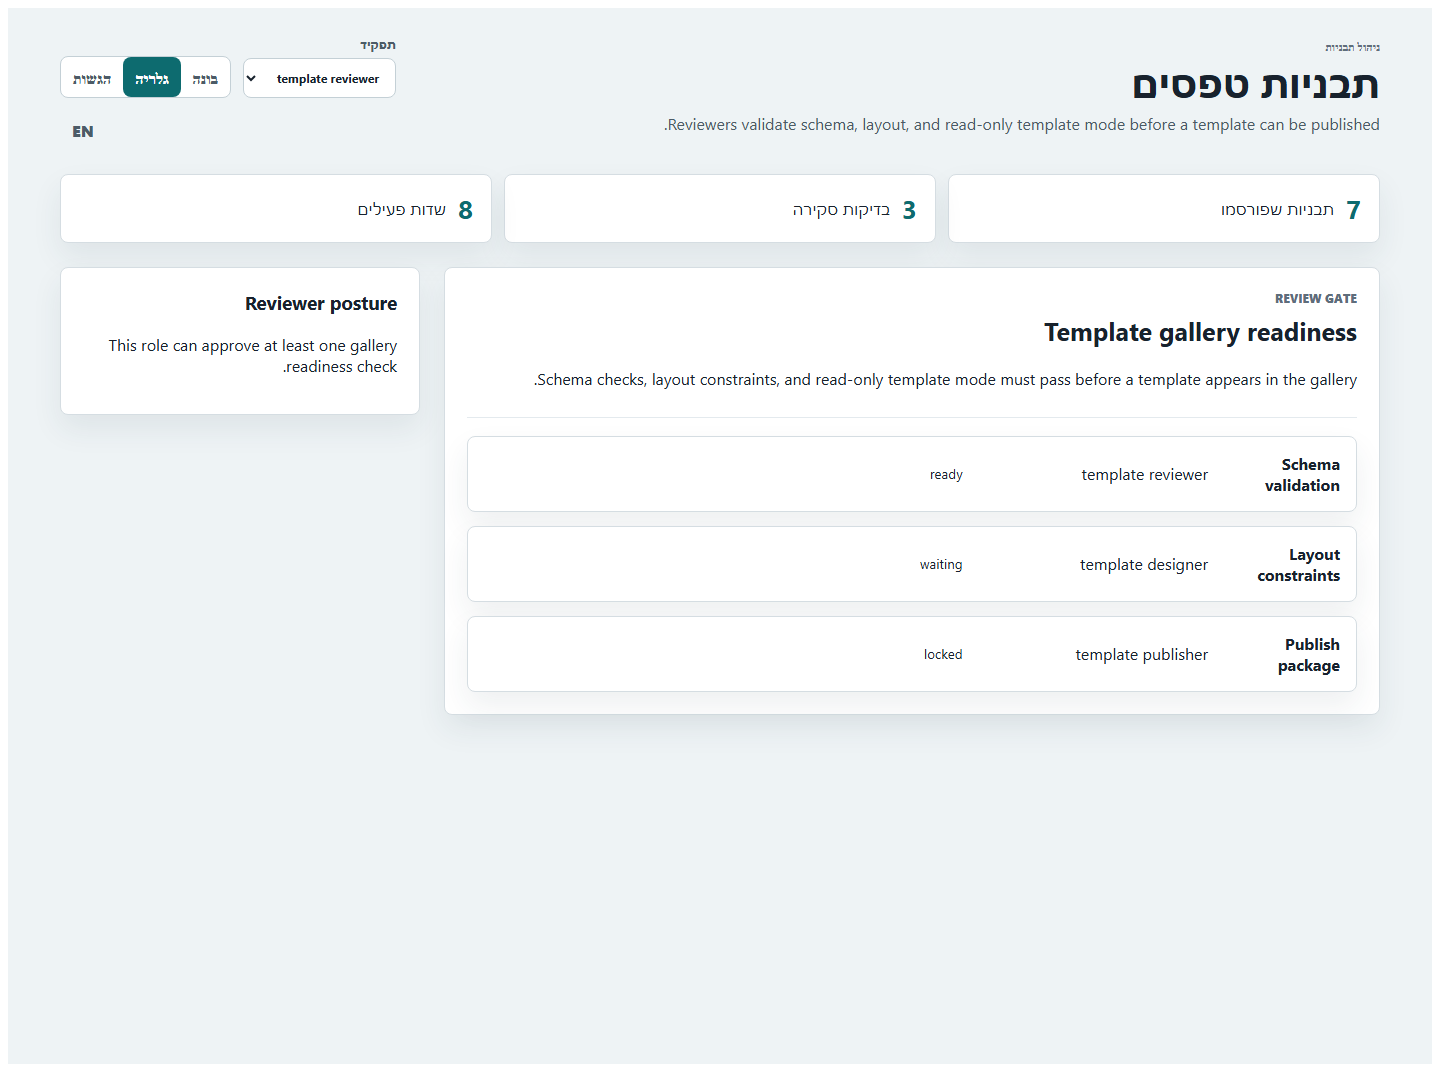 ניהול תבניות
תבניות טפסים
Reviewers validate schema, layout, and read-only template mode before a template can be published.
תפקיד
template reviewer
בונה
גלריה
הגשות
EN
7 תבניות שפורסמו
3 בדיקות סקירה
8 שדות פעילים
REVIEW GATE
Template gallery readiness
Schema checks, layout constraints, and read-only template mode must pass before a template appears in the gallery.
Schema
validation
template reviewer
ready
Layout
constraints
template designer
waiting
Publish
package
template publisher
locked
Reviewer posture
This role can approve at least one gallery
readiness check.